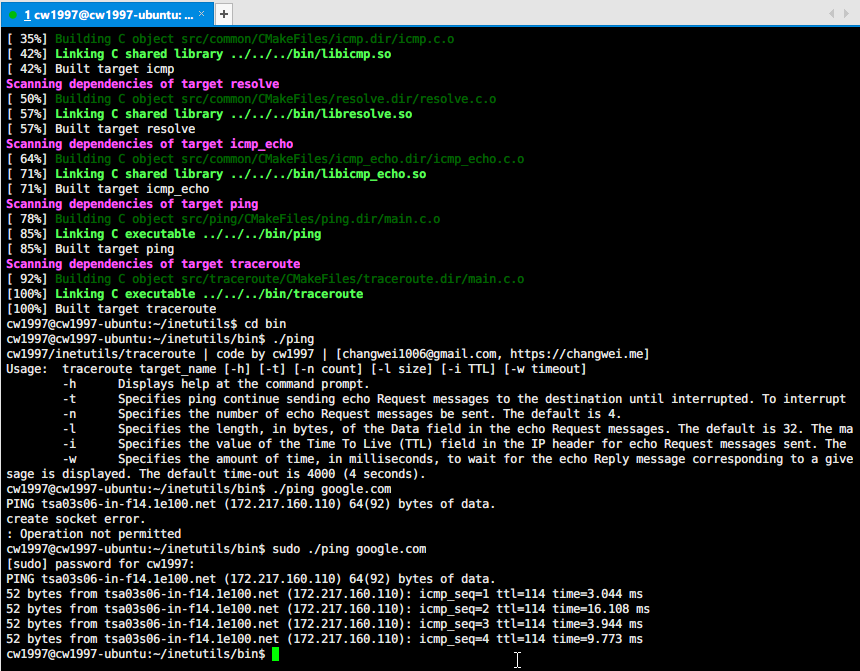 1 cw1997@cw1997-ubuntu: ... × +
[ 35%] Building C object src/common/CMakeFiles/icmp.dir/icmp.c.o
[ 42%] Linking C shared library ../../../bin/libicmp.so
[ 42%] Built target icmp
Scanning dependencies of target resolve
[ 50%] Building C object src/common/CMakeFiles/resolve.dir/resolve.c.o
[ 57%] Linking C shared library ../../../bin/libresolve.so
[ 57%] Built target resolve
Scanning dependencies of target icmp_echo
[ 64%] Building C object src/common/CMakeFiles/icmp_echo.dir/icmp_echo.c.o
[ 71%] Linking C shared library ../../../bin/libicmp_echo.so
[ 71%] Built target icmp_echo
Scanning dependencies of target ping
[ 78%] Building C object src/ping/CMakeFiles/ping.dir/main.c.o
[ 85%] Linking C executable ../../../bin/ping
[ 85%] Built target ping
Scanning dependencies of target traceroute
[ 92%] Building C object src/traceroute/CMakeFiles/traceroute.dir/main.c.o
[100%] Linking C executable ../../../bin/traceroute
[100%] Built target traceroute
cw1997@cw1997-ubuntu:~/inetutils$ cd bin
cw1997@cw1997-ubuntu:~/inetutils/bin$ ./ping
cw1997/inetutils/traceroute | code by cw1997 | [changwei1006@gmail.com, https://changwei.me]
Usage:  traceroute target_name [-h] [-t] [-n count] [-l size] [-i TTL] [-w timeout]
        -h      Displays help at the command prompt.
        -t      Specifies ping continue sending echo Request messages to the destination until interrupted. To interrupt
        -n      Specifies the number of echo Request messages be sent. The default is 4.
        -l      Specifies the length, in bytes, of the Data field in the echo Request messages. The default is 32. The ma
        -i      Specifies the value of the Time To Live (TTL) field in the IP header for echo Request messages sent. The
        -w      Specifies the amount of time, in milliseconds, to wait for the echo Reply message corresponding to a give
sage is displayed. The default time-out is 4000 (4 seconds).
cw1997@cw1997-ubuntu:~/inetutils/bin$ ./ping google.com
PING tsa03s06-in-f14.1e100.net (172.217.160.110) 64(92) bytes of data.
create socket error.
: Operation not permitted
cw1997@cw1997-ubuntu:~/inetutils/bin$ sudo ./ping google.com
[sudo] password for cw1997:
PING tsa03s06-in-f14.1e100.net (172.217.160.110) 64(92) bytes of data.
52 bytes from tsa03s06-in-f14.1e100.net (172.217.160.110): icmp_seq=1 ttl=114 time=3.044 ms
52 bytes from tsa03s06-in-f14.1e100.net (172.217.160.110): icmp_seq=2 ttl=114 time=16.108 ms
52 bytes from tsa03s06-in-f14.1e100.net (172.217.160.110): icmp_seq=3 ttl=114 time=3.944 ms
52 bytes from tsa03s06-in-f14.1e100.net (172.217.160.110): icmp_seq=4 ttl=114 time=9.773 ms
cw1997@cw1997-ubuntu:~/inetutils/bin$